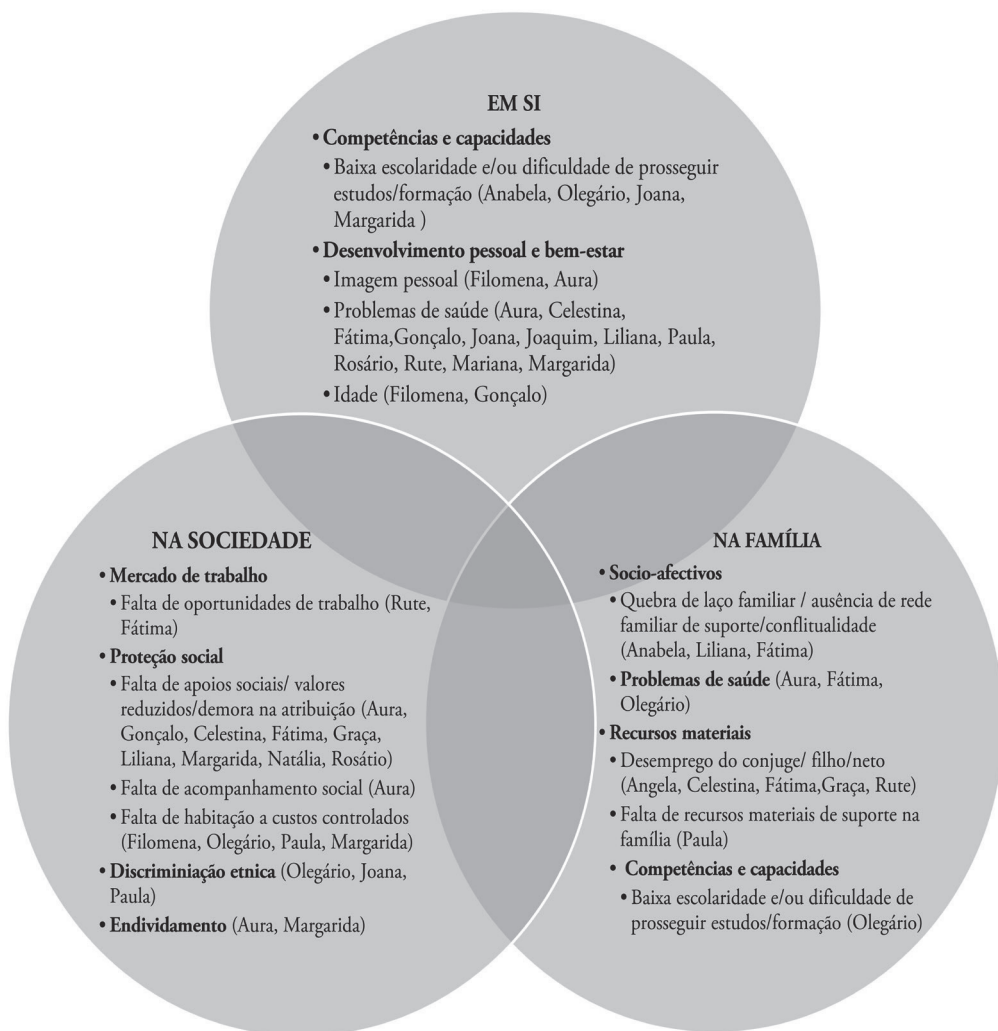 EM SI
• Competências e capacidades
• Baixa escolaridade e/ou dificuldade de prosseguir
estudos/formação (Anabela, Olegário, Joana,
Margarida )
• Desenvolvimento pessoal e bem-estar
• Imagem pessoal (Filomena, Aura)
• Problemas de saúde (Aura, Celestina,
Fátima,Gonçalo, Joana, Joaquim, Liliana, Paula,
Rosário, Rute, Mariana, Margarida)
• Idade (Filomena, Gonçalo)
NA SOCIEDADE
• Mercado de trabalho
• Falta de oportunidades de trabalho (Rute,
Fátima)
• Proteção social
• Falta de apoios sociais/ valores
reduzidos/demora na atribuição (Aura,
Gonçalo, Celestina, Fátima, Graça,
Liliana, Margarida, Natália, Rosátio)
• Falta de acompanhamento social (Aura)
• Falta de habitação a custos controlados
(Filomena, Olegário, Paula, Margarida)
• Discriminiação etnica (Olegário, Joana,
Paula)
• Endividamento (Aura, Margarida)
NA FAMÍLIA
• Socio-afectivos
• Quebra de laço familiar / ausência de rede
familiar de suporte/conflitualidade
(Anabela, Liliana, Fátima)
• Problemas de saúde (Aura, Fátima,
Olegário)
• Recursos materiais
• Desemprego do conjuge/ filho/neto
(Angela, Celestina, Fátima,Graça, Rute)
• Falta de recursos materiais de suporte na
família (Paula)
• Competências e capacidades
• Baixa escolaridade e/ou dificuldade de
prosseguir estudos/formação (Olegário)